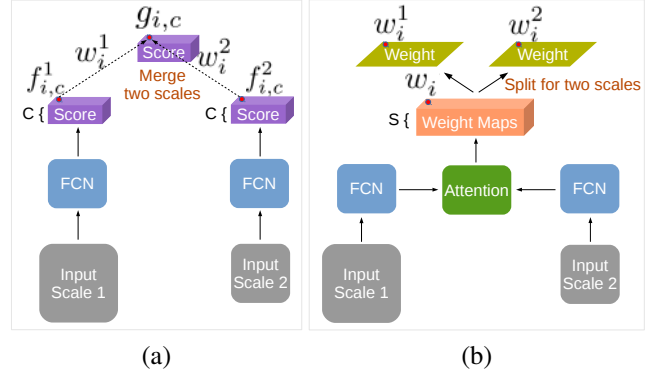 g_{i,c}
w_i^1
w_i^2
Score
f_{i,c}^1
Merge
two scales
f_{i,c}^2
C {
Score
C {
Score
FCN
FCN
Input
Scale 1
Input
Scale 2
(a)
w_i^1
w_i^2
Weight
Weight
w_i
Split for two scales
S {
Weight Maps
FCN
Attention
FCN
Input
Scale 1
Input
Scale 2
(b)